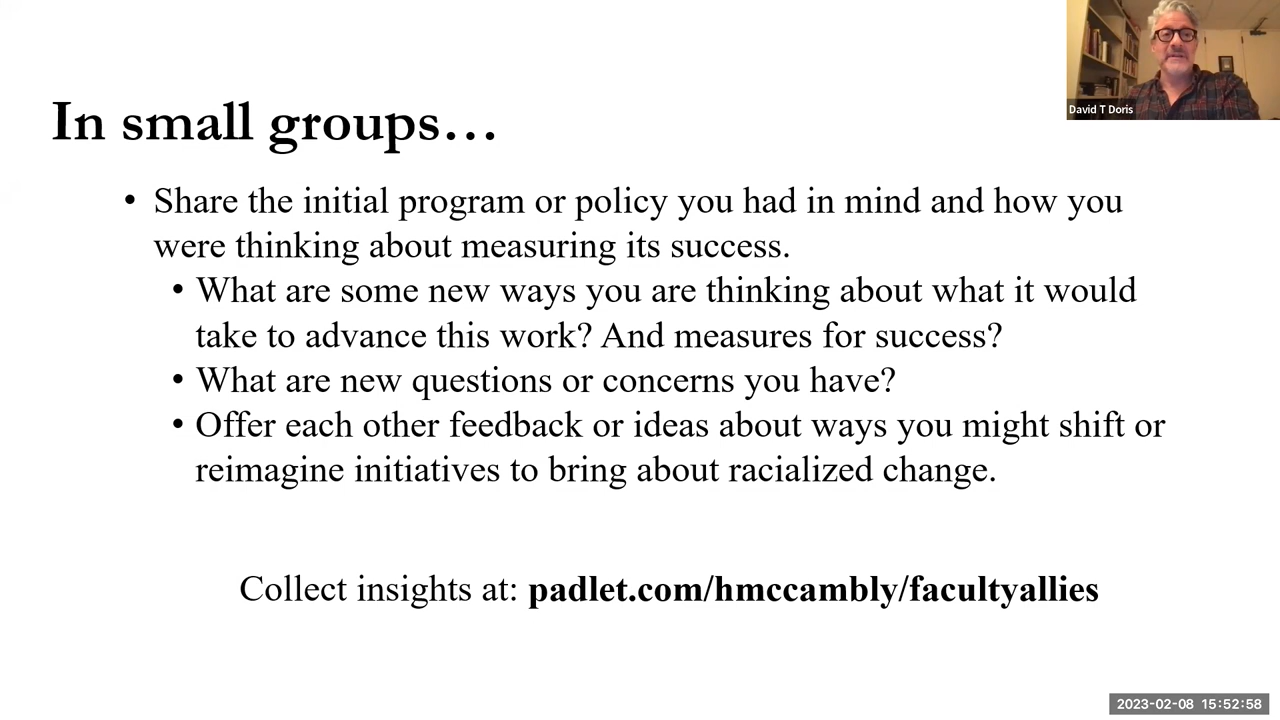 David T Doris
In small groups…
• Share the initial program or policy you had in mind and how you
were thinking about measuring its success.
• What are some new ways you are thinking about what it would
take to advance this work? And measures for success?
• What are new questions or concerns you have?
• Offer each other feedback or ideas about ways you might shift or
reimagine initiatives to bring about racialized change.
Collect insights at: padlet.com/hmccambly/facultyallies
2023-02-08 15:52:58